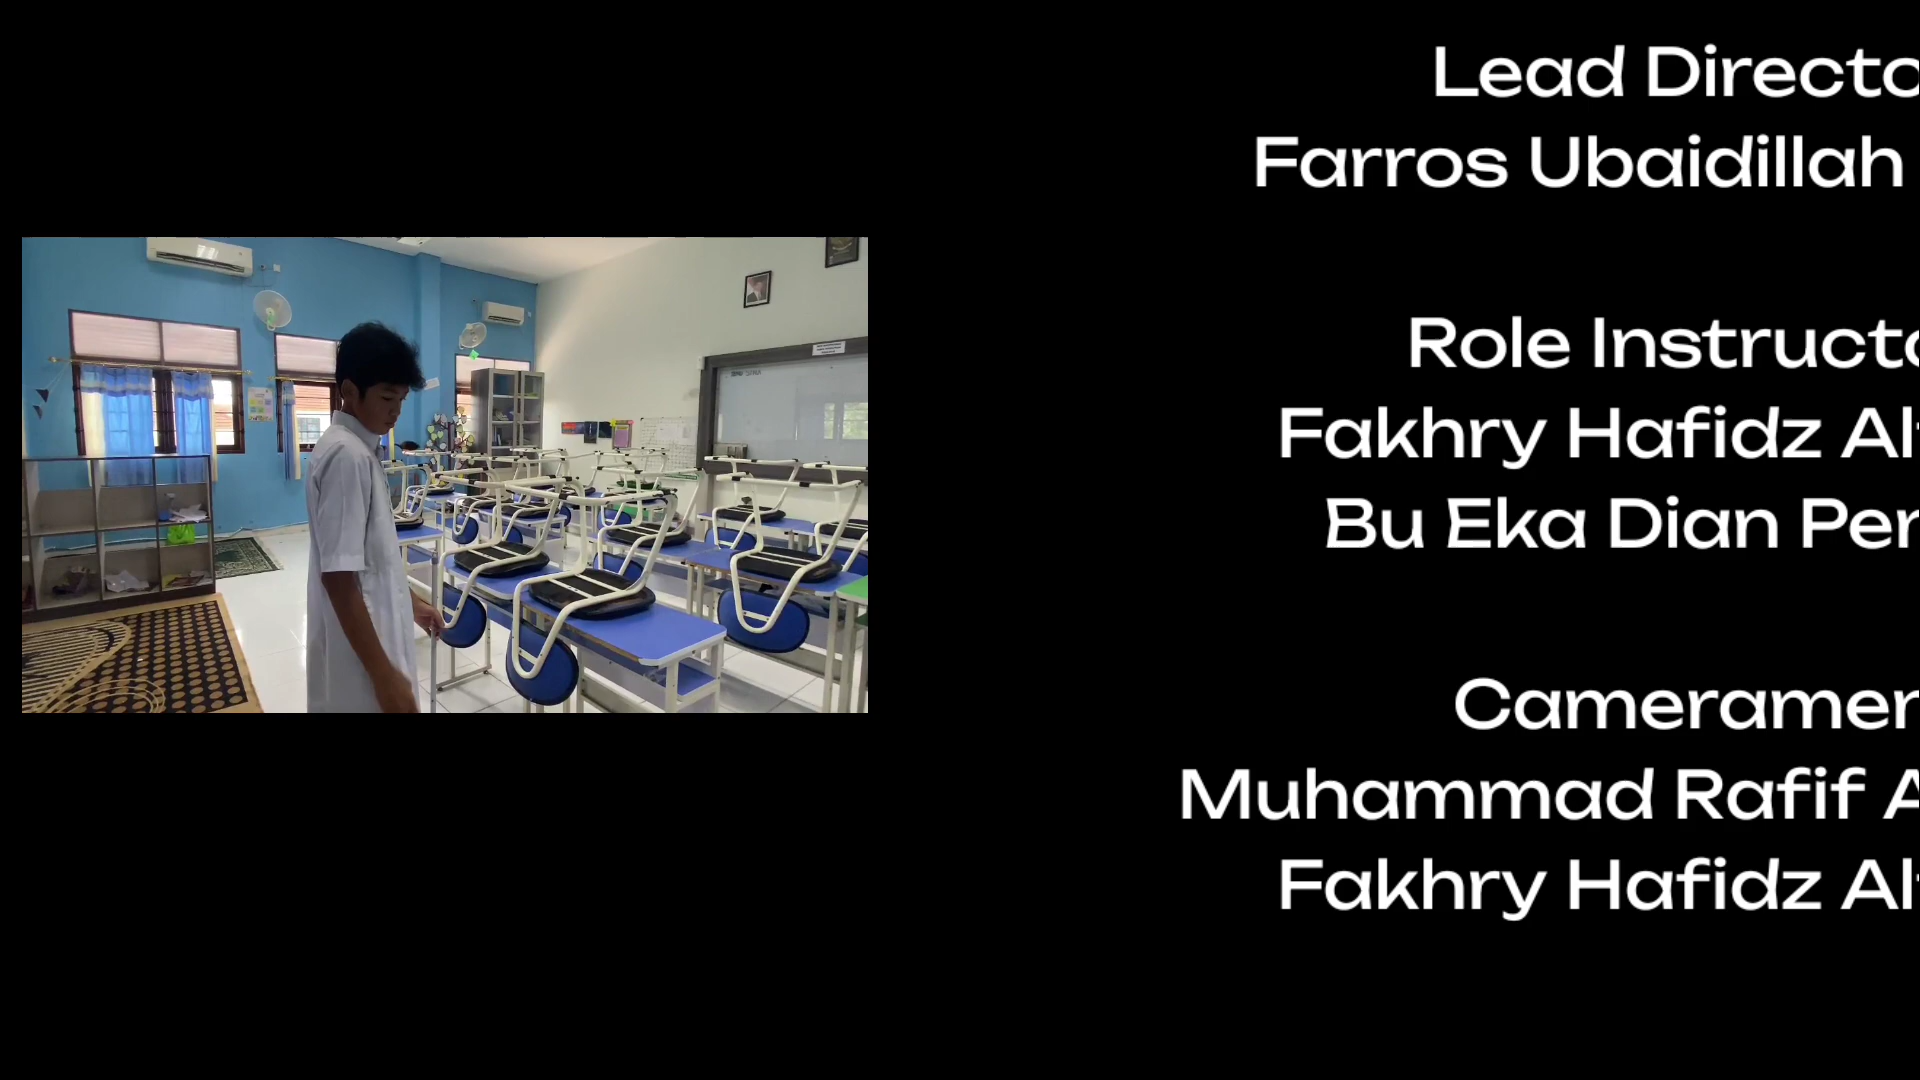 Lead Directo
Farros Ubaidillah
Role Instructo
Fakhry Hafidz Al
Bu Eka Dian Per
Cameramen
Muhammad Rafif A
Fakhry Hafidz Al